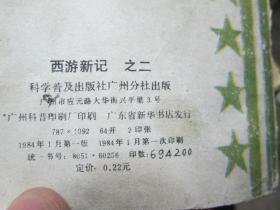 西游新记 之二
科学普及出版社广州分社出版
广州市应元路大华街兴平里3号
广州科普印刷厂印刷 广东省新华书店发行
787×1092 64开 2印张
1984年1月第一版 1984年1月第一次印刷
统一书号:8051·60256 印数:694200
定价:0.22元